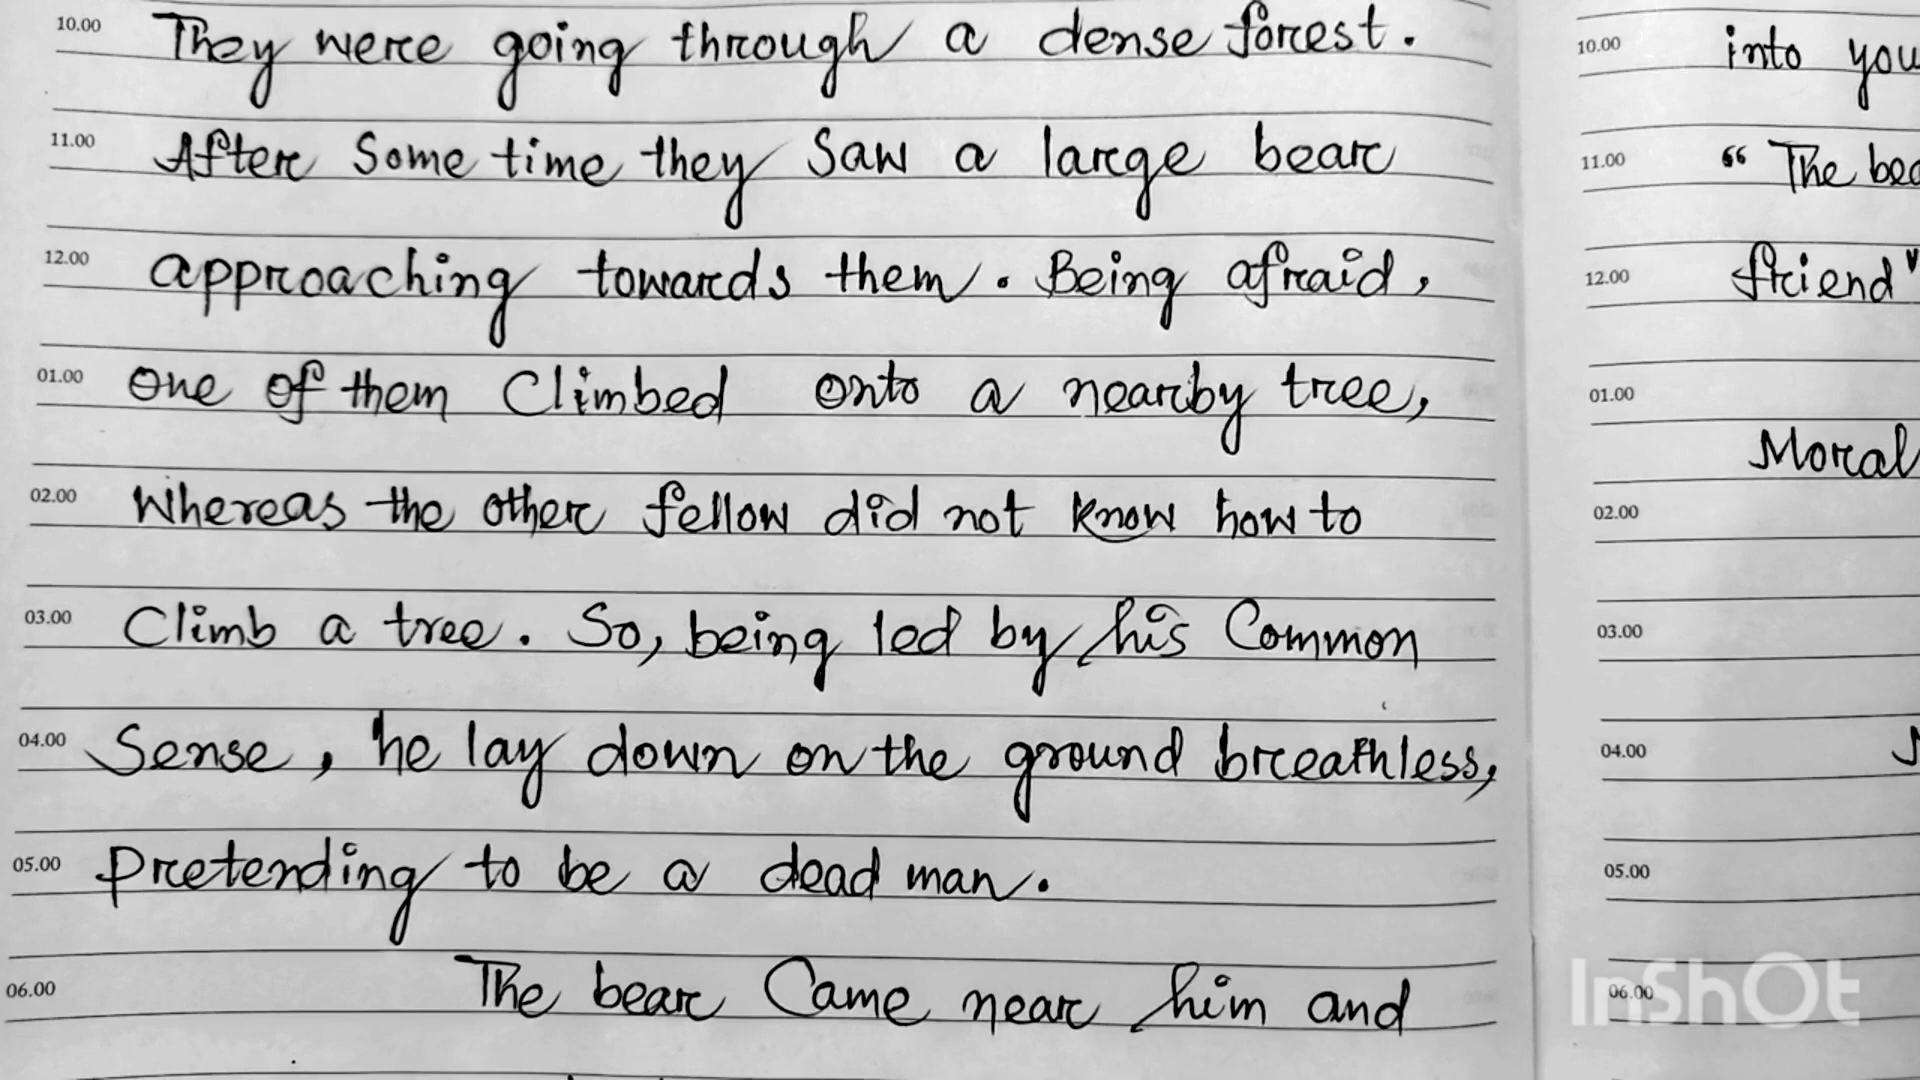 10.00 They were going through a dense forest.
11.00 After Some time they Saw a large bear
12.00 approaching towards them. Being afraid,
01.00 One of them Climbed onto a nearby tree,
02.00 Whereas the other fellow did not know how to
03.00 Climb a tree. So, being led by his Common
04.00 Sense, he lay down on the ground breathless,
05.00 Pretending to be a dead man.
06.00 The bear Came near him and
10.00 into you
11.00 "The bea
12.00 friend"
01.00
Moral
02.00
03.00
04.00
05.00
06.00
InShOt